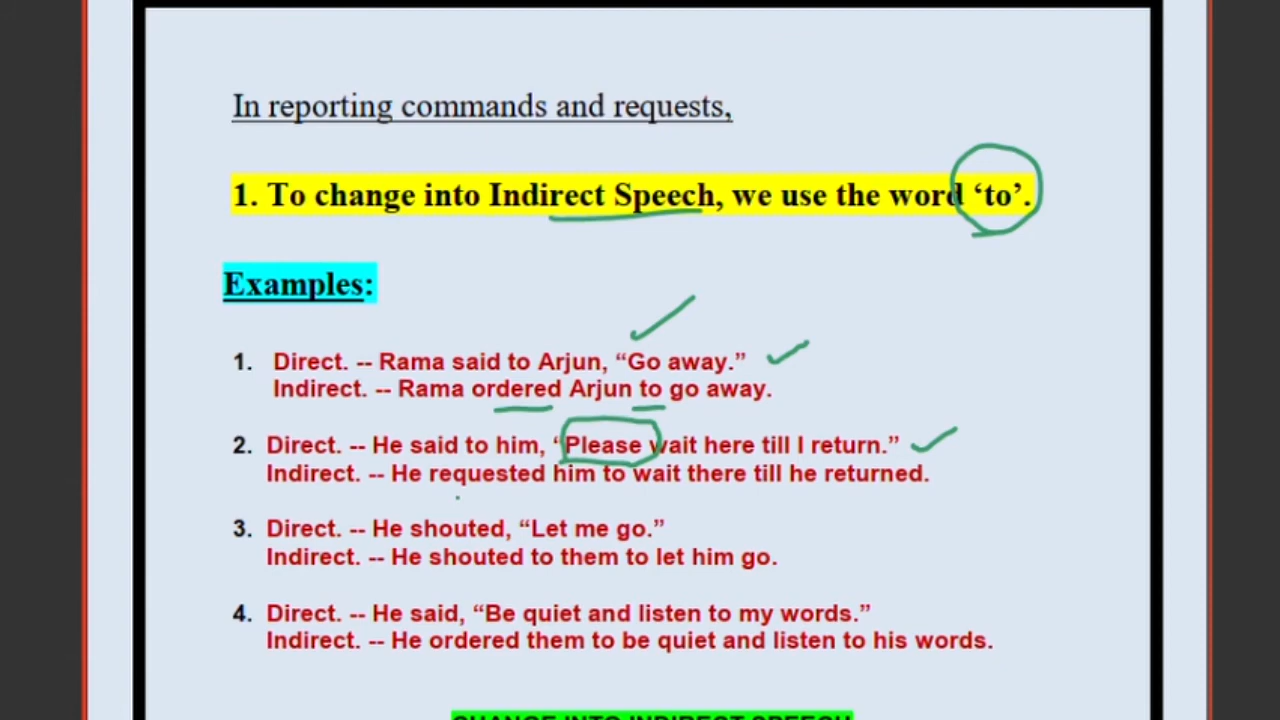 In reporting commands and requests,
1. To change into Indirect Speech, we use the word ‘to’.
Examples:
1. Direct. -- Rama said to Arjun, “Go away.”
Indirect. -- Rama ordered Arjun to go away.
2. Direct. -- He said to him, “Please wait here till I return.”
Indirect. -- He requested him to wait there till he returned.
3. Direct. -- He shouted, “Let me go.”
Indirect. -- He shouted to them to let him go.
4. Direct. -- He said, “Be quiet and listen to my words.”
Indirect. -- He ordered them to be quiet and listen to his words.
CHANGE INTO INDIRECT SPEECH